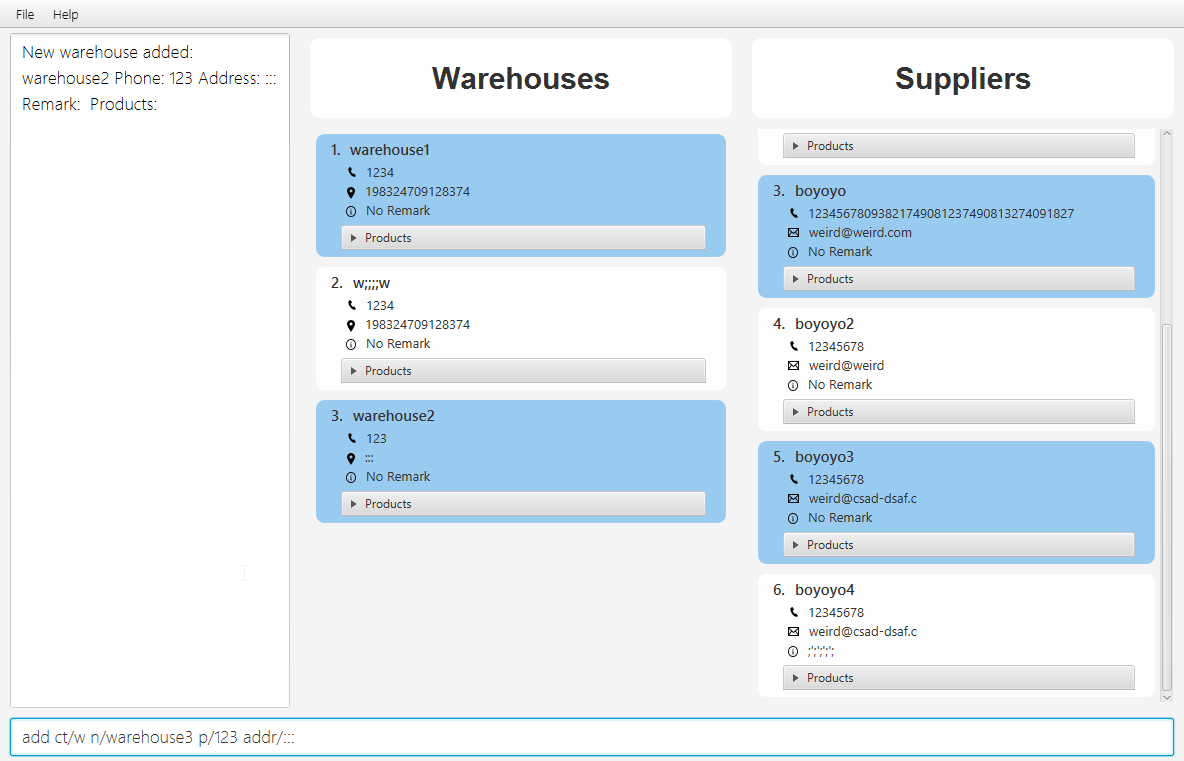 File Help
New warehouse added:
warehouse2 Phone: 123 Address: :::
Remark:  Products:
Warehouses
1. warehouse1
1234
198324709128374
No Remark
Products
2. w;;;;w
1234
198324709128374
No Remark
Products
3. warehouse2
123
:::
No Remark
Products
Suppliers
Products
3. boyoyo
12345678093821749081237490813274091827
weird@weird.com
No Remark
Products
4. boyoyo2
12345678
weird@weird
No Remark
Products
5. boyoyo3
12345678
weird@csad-dsaf.c
No Remark
Products
6. boyoyo4
12345678
weird@csad-dsaf.c
;';';';';
Products
add ct/w n/warehouse3 p/123 addr/:::